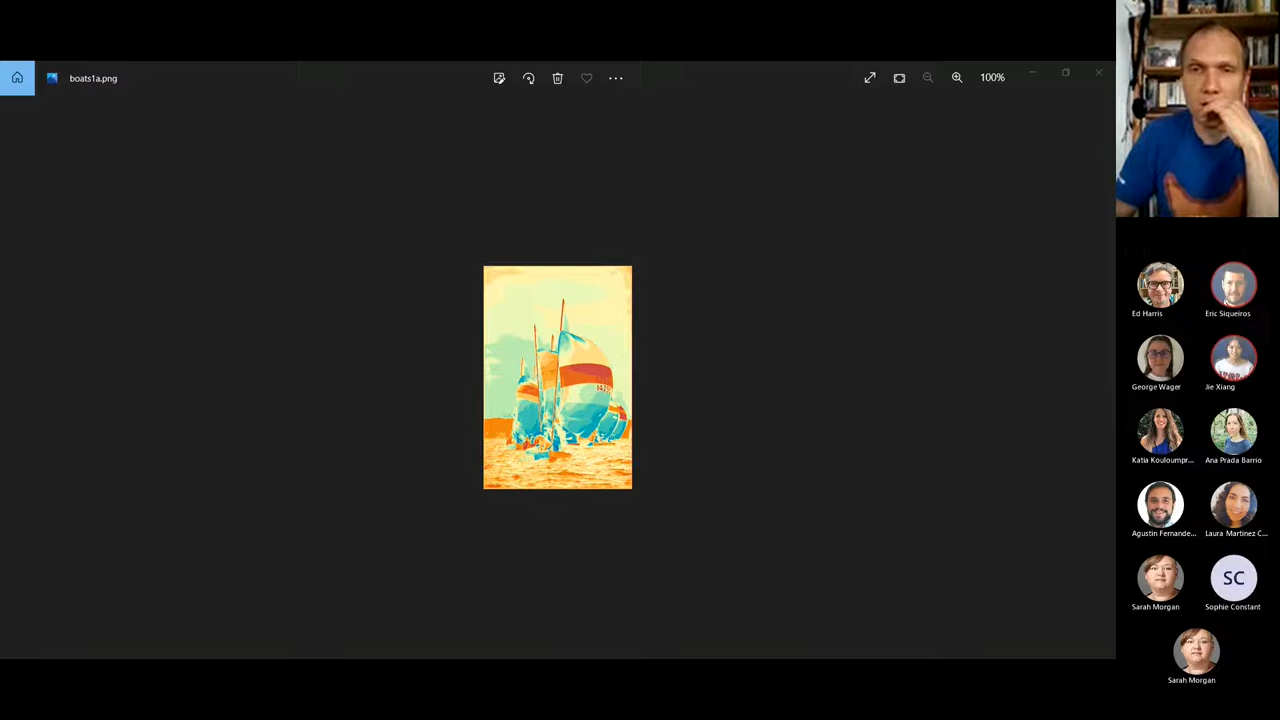 boats1a.png
100%
Ed Harris
Eric Siqueiros
George Wager
Jie Xiang
Katia Kouloumpr...
Ana Prada Barrio
Agustin Fernande...
Laura Martinez C...
SC
Sarah Morgan
Sophie Constant
Sarah Morgan